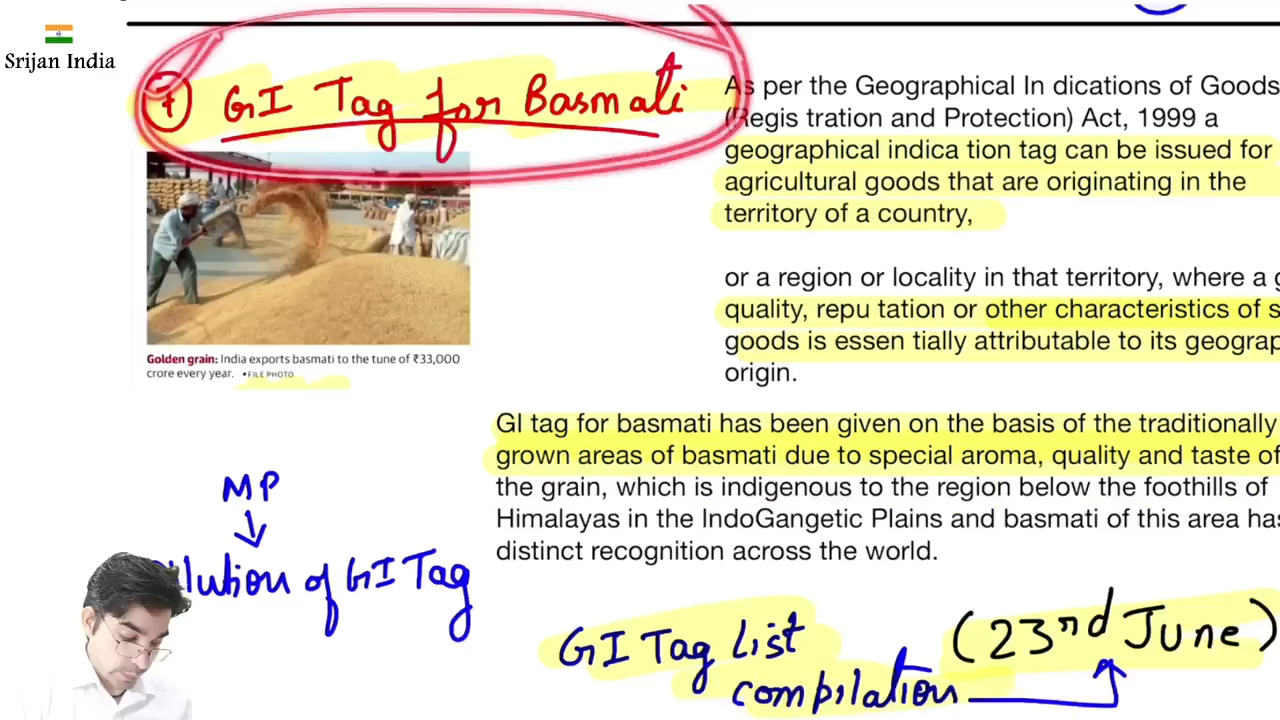 Srijan India
7 GI Tag for Basmati
As per the Geographical In dications of Goods
(Regis tration and Protection) Act, 1999 a
geographical indica tion tag can be issued for
agricultural goods that are originating in the
territory of a country,
or a region or locality in that territory, where a
quality, repu tation or other characteristics of
goods is essen tially attributable to its
origin.
Golden grain: India exports basmati to the tune of ₹33,000
crore every year. •FILE PHOTO
GI tag for basmati has been given on the basis of the traditionally
grown areas of basmati due to special aroma, quality and taste of
the grain, which is indigenous to the region below the foothills of
Himalayas in the IndoGangetic Plains and basmati of this area has
distinct recognition across the world.
MP
of GI Tag
GI Tag List (23rd June)
compilation